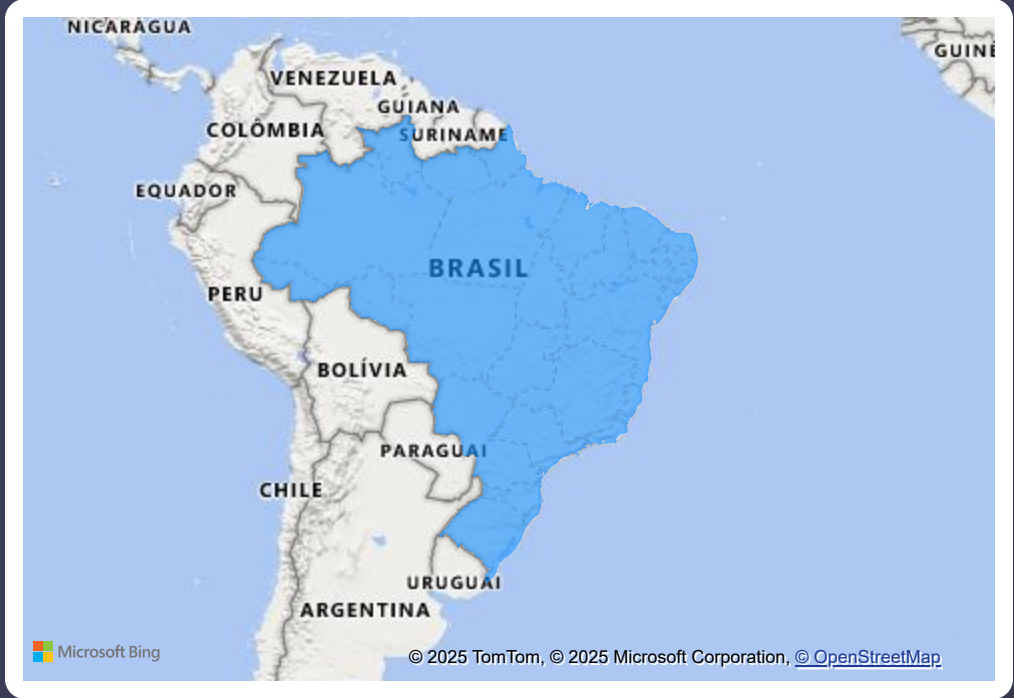 NICARÁGUA
GUINÉ
VENEZUELA
GUIANA
COLÔMBIA
SURINAME
EQUADOR
BRASIL
PERU
BOLÍVIA
PARAGUAI
CHILE
URUGUAI
ARGENTINA
Microsoft Bing
© 2025 TomTom, © 2025 Microsoft Corporation, © OpenStreetMap